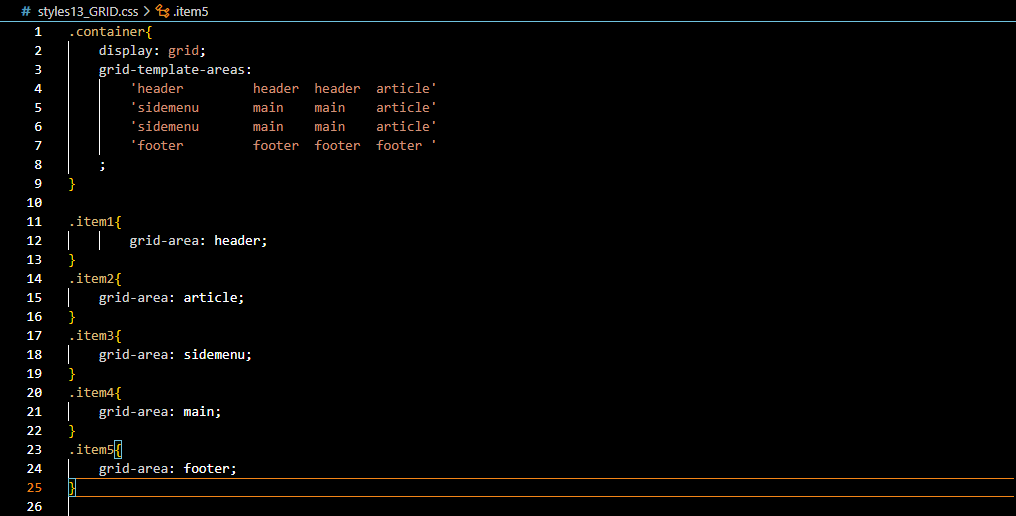 # styles13_GRID.css > .item5
1 .container{
2     display: grid;
3     grid-template-areas:
4         'header         header  header  article'
5         'sidemenu       main    main    article'
6         'sidemenu       main    main    article'
7         'footer         footer  footer  footer '
8     ;
9 }
10
11 .item1{
12         grid-area: header;
13 }
14 .item2{
15     grid-area: article;
16 }
17 .item3{
18     grid-area: sidemenu;
19 }
20 .item4{
21     grid-area: main;
22 }
23 .item5{
24     grid-area: footer;
25 }
26